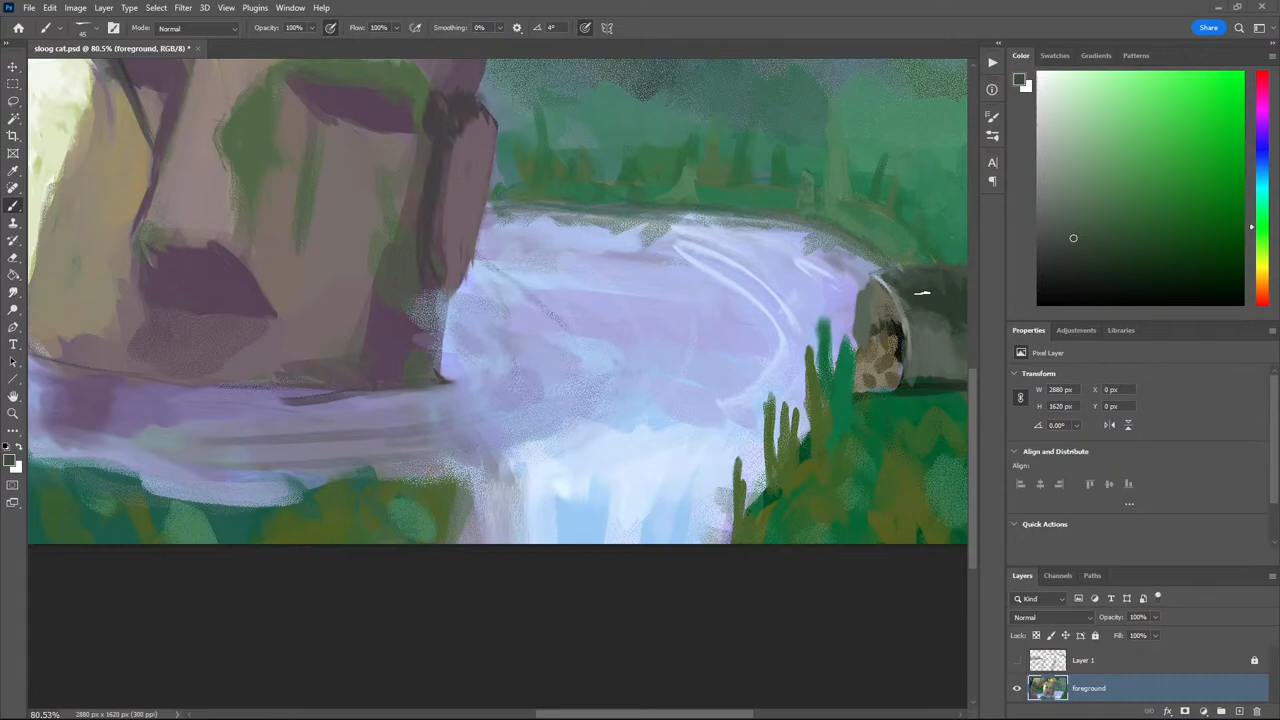 Ps File Edit Image Layer Type Select Filter 3D View Plugins Window Help
45 Mode: Normal Opacity: 100% Flow: 100% Smoothing: 0% 4° Share
sloog cat.psd @ 80.5% (foreground, RGB/8) *
Color Swatches Gradients Patterns
Properties Adjustments Libraries
Pixel Layer
Transform
W 2880 px X 0 px
H 1620 px Y 0 px
0.00°
Align and Distribute
Align:
Quick Actions
Layers Channels Paths
Kind
Normal Opacity: 100%
Lock: Fill: 100%
Layer 1
foreground
80.53% 2880 px x 1620 px (300 ppi)